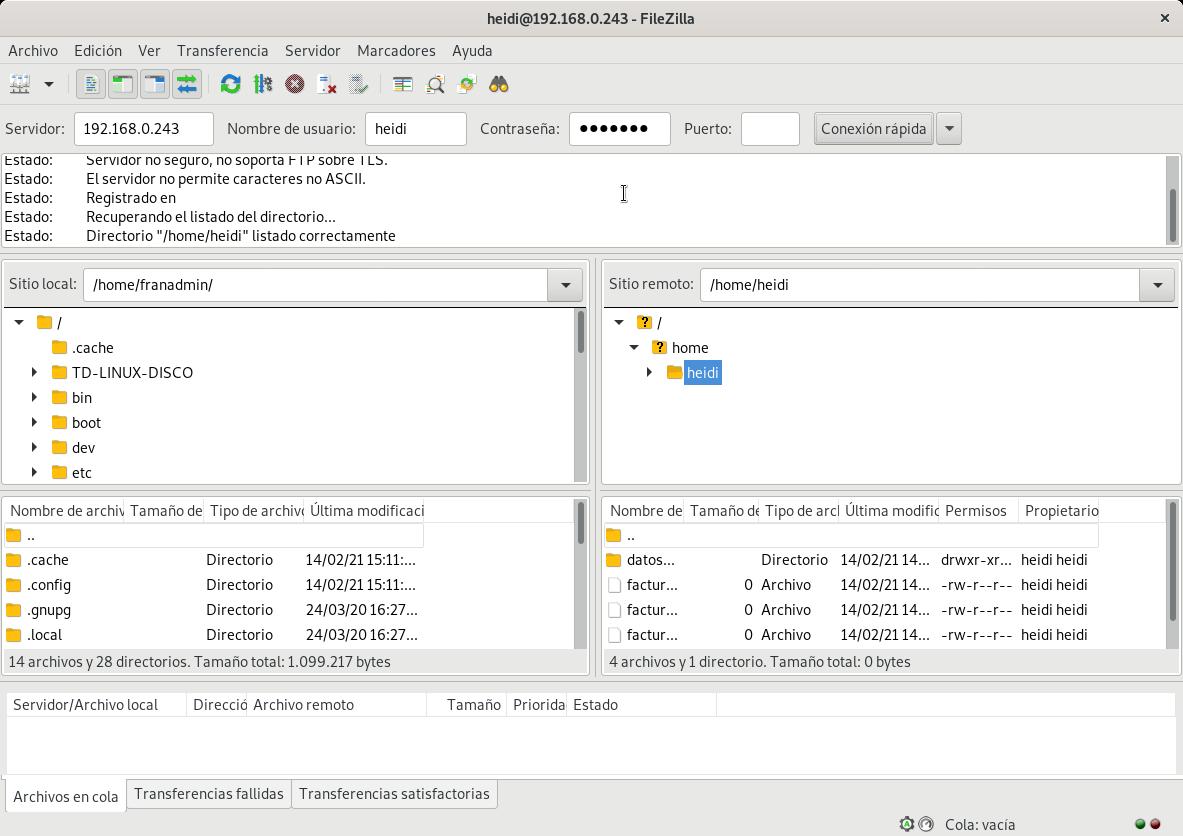 heidi@192.168.0.243 - FileZilla
Archivo Edición Ver Transferencia Servidor Marcadores Ayuda
Servidor: 192.168.0.243 Nombre de usuario: heidi Contraseña: ●●●●●●● Puerto: Conexión rápida
Estado: Servidor no seguro, no soporta FTP sobre TLS.
Estado: El servidor no permite caracteres no ASCII.
Estado: Registrado en
Estado: Recuperando el listado del directorio...
Estado: Directorio "/home/heidi" listado correctamente
Sitio local: /home/franadmin/
/
.cache
TD-LINUX-DISCO
bin
boot
dev
etc
Sitio remoto: /home/heidi
/
home
heidi
Nombre de archiv Tamaño de Tipo de archivo Última modificaci
..
.cache Directorio 14/02/21 15:11:...
.config Directorio 14/02/21 15:11:...
.gnupg Directorio 24/03/20 16:27...
.local Directorio 24/03/20 16:27...
14 archivos y 28 directorios. Tamaño total: 1.099.217 bytes
Nombre de Tamaño de Tipo de arcl Última modific Permisos Propietario
..
datos... Directorio 14/02/21 14... drwxr-xr... heidi heidi
factur... 0 Archivo 14/02/21 14... -rw-r--r-- heidi heidi
factur... 0 Archivo 14/02/21 14... -rw-r--r-- heidi heidi
factur... 0 Archivo 14/02/21 14... -rw-r--r-- heidi heidi
4 archivos y 1 directorio. Tamaño total: 0 bytes
Servidor/Archivo local Direcció Archivo remoto Tamaño Priorida Estado
Archivos en cola Transferencias fallidas Transferencias satisfactorias
Cola: vacía